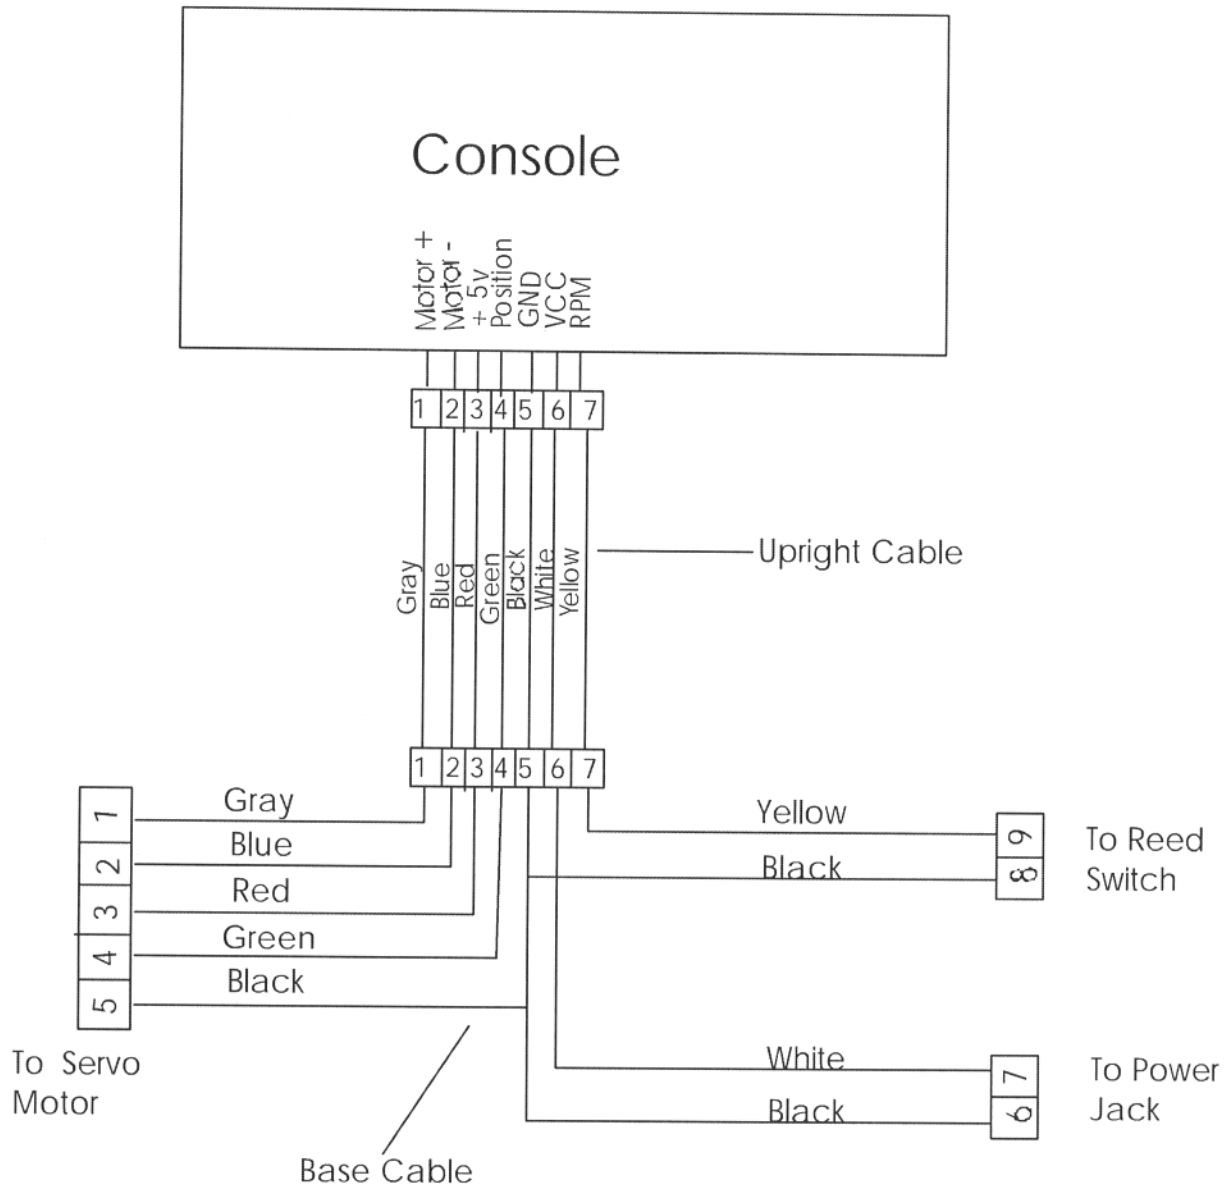 Console
Motor +
Motor -
+ 5v
Position
GND
VCC
RPM
1 2 3 4 5 6 7
Gray
Blue
Red
Green
Black
White
Yellow
Upright Cable
1 2 3 4 5 6 7
1
2
3
4
5
Gray
Blue
Red
Green
Black
To Servo
Motor
Base Cable
Yellow
Black
9
8
To Reed
Switch
White
Black
7
6
To Power
Jack